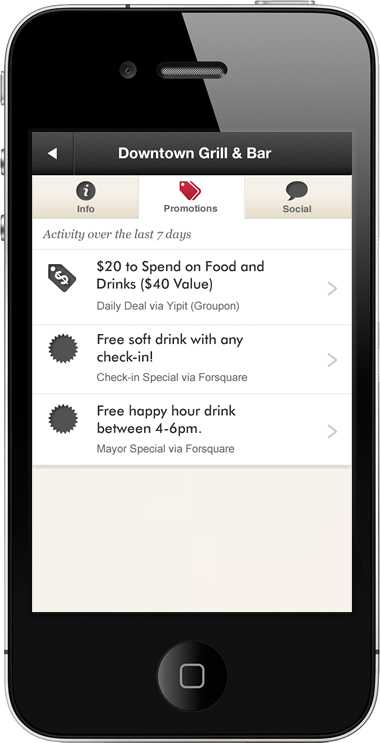 Downtown Grill & Bar
Info
Promotions
Social
Activity over the last 7 days
$20 to Spend on Food and
Drinks ($40 Value)
Daily Deal via Yipit (Groupon)
Free soft drink with any
check-in!
Check-in Special via Forsquare
Free happy hour drink
between 4-6pm.
Mayor Special via Forsquare